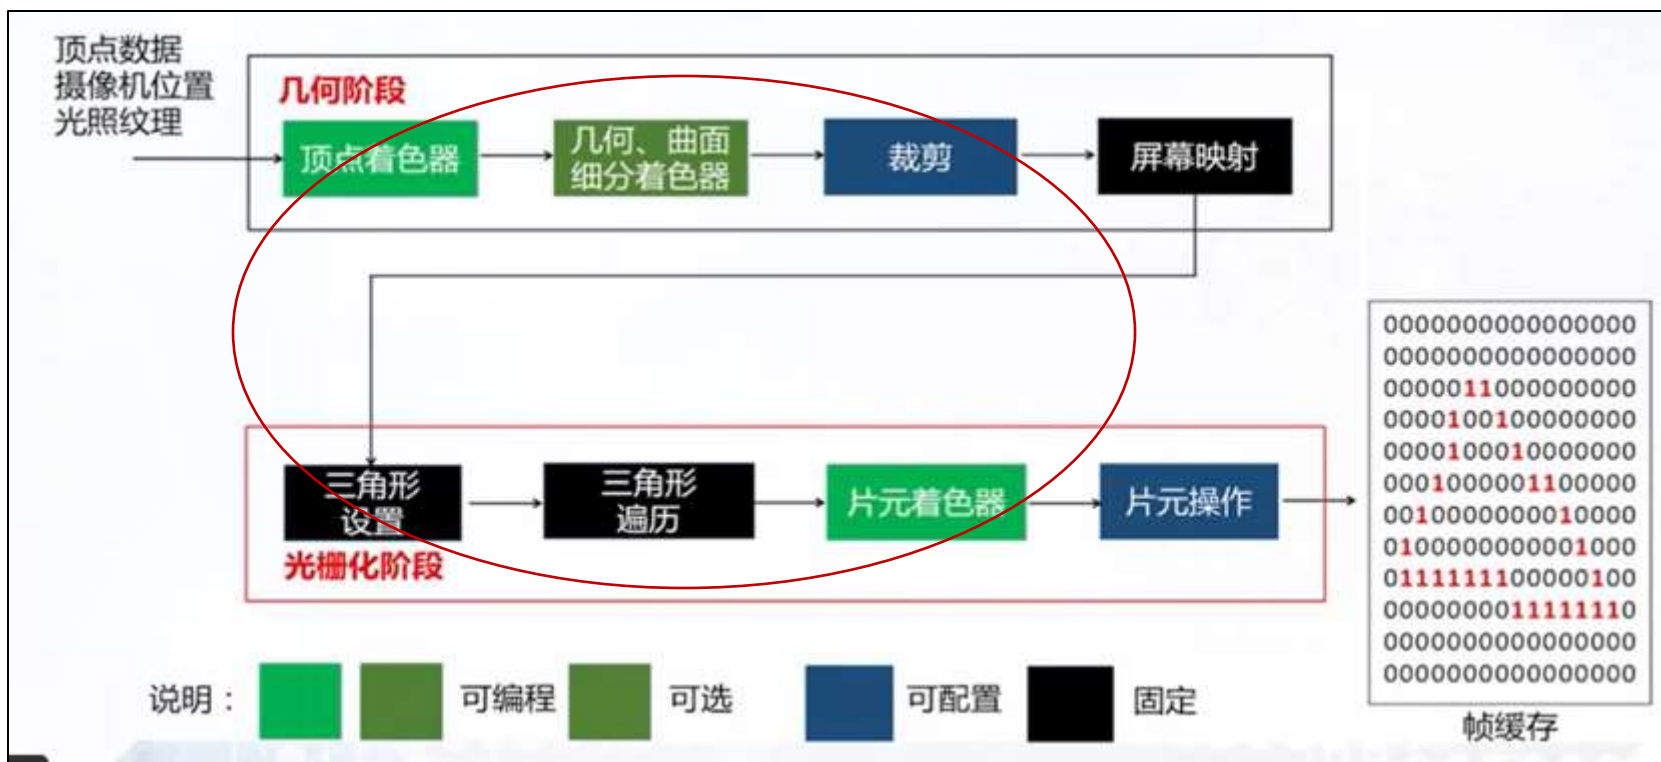 顶点数据
摄像机位置
光照纹理
几何阶段
顶点着色器
几何、曲面
细分着色器
裁剪
屏幕映射
三角形
设置
三角形
遍历
片元着色器
片元操作
光栅化阶段
0000000000000000
0000000000000000
0000011000000000
0000100100000000
0000100010000000
0001000001100000
0010000000010000
0100000000001000
0111111100000100
0000000011111110
0000000000000000
0000000000000000
帧缓存
说明：
可编程
可选
可配置
固定